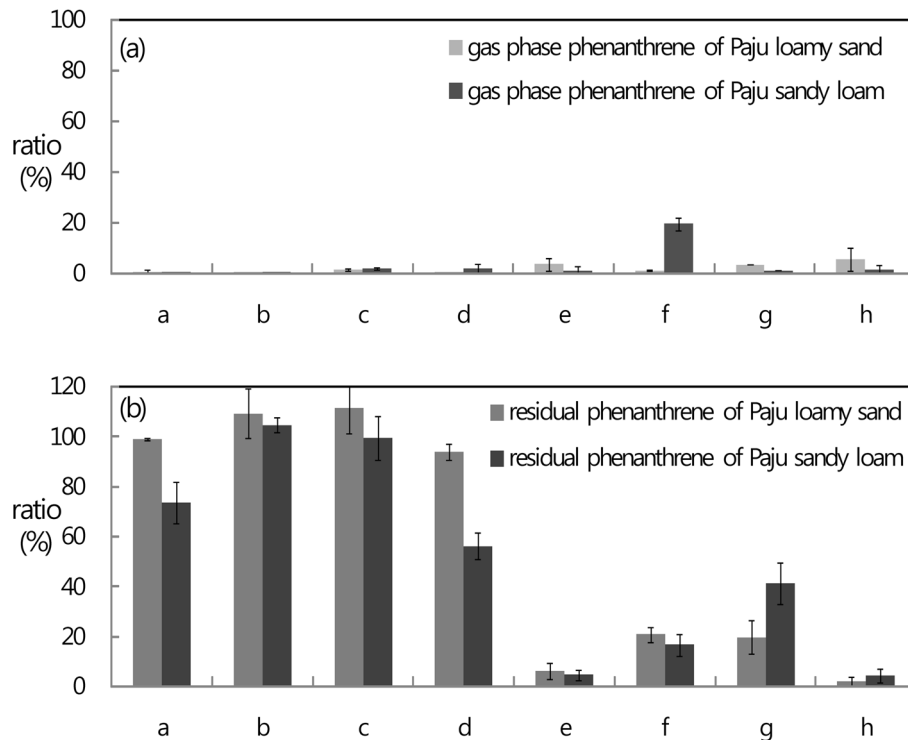 100
(a)
gas phase phenanthrene of Paju loamy sand
80
gas phase phenanthrene of Paju sandy loam
60
ratio
(%)
40
20
0
a b c d e f g h
120
(b)
residual phenanthrene of Paju loamy sand
100
residual phenanthrene of Paju sandy loam
80
ratio
(%)
60
40
20
0
a b c d e f g h